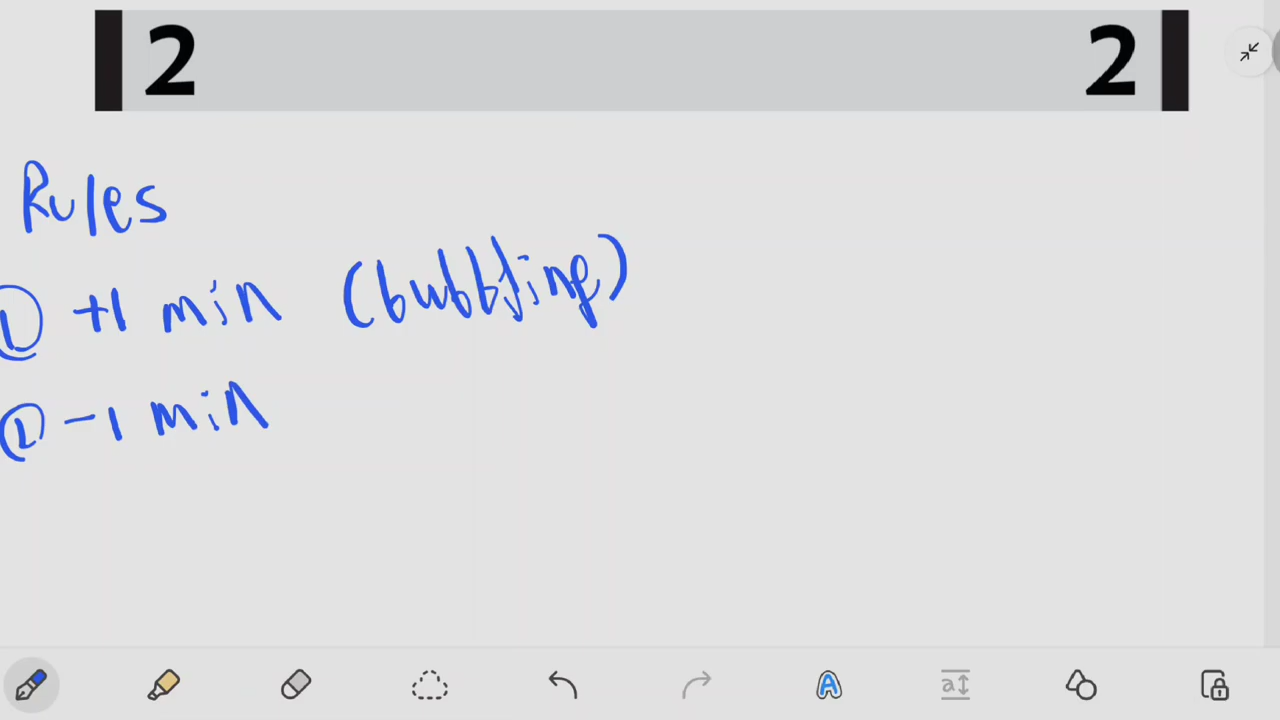 2 2
Rules
① +1 min (bubbling)
② -1 min